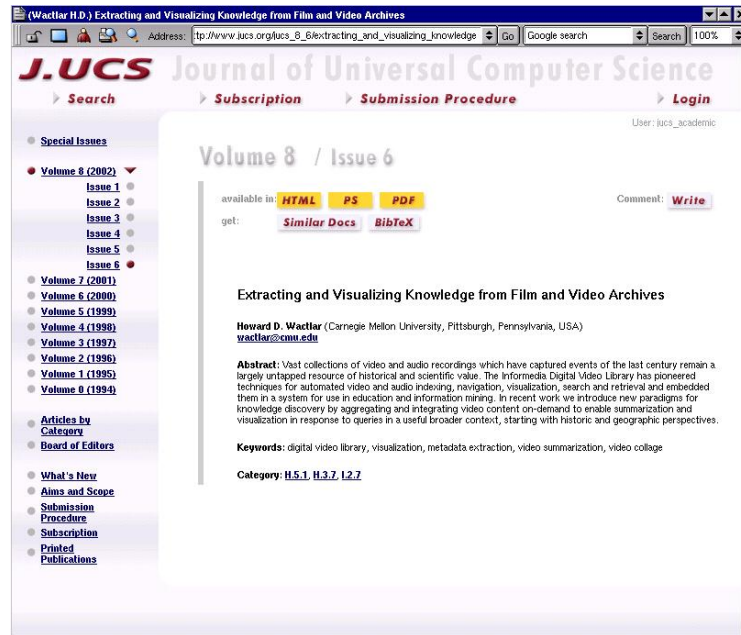 (Wactlar H.D.) Extracting and Visualizing Knowledge from Film and Video Archives
Address: tp://www.jucs.org/jucs_8_6/extracting_and_visualizing_knowledge Go Google search Search 100%
J.UCS Journal of Universal Computer Science
Search Subscription Submission Procedure Login
User: jucs_academic
Special Issues
Volume 8 (2002)
Issue 1
Issue 2
Issue 3
Issue 4
Issue 5
Issue 6
Volume 7 (2001)
Volume 6 (2000)
Volume 5 (1999)
Volume 4 (1998)
Volume 3 (1997)
Volume 2 (1996)
Volume 1 (1995)
Volume 0 (1994)
Articles by
Category
Board of Editors
What's New
Aims and Scope
Submission
Procedure
Subscription
Printed
Publications
Volume 8 / Issue 6
available in: HTML PS PDF Comment: Write
get: Similar Docs BibTeX
Extracting and Visualizing Knowledge from Film and Video Archives
Howard D. Wactlar (Carnegie Mellon University, Pittsburgh, Pennsylvania, USA)
wactlar@cmu.edu
Abstract: Vast collections of video and audio recordings which have captured events of the last century remain a
largely untapped resource of historical and scientific value. The Informedia Digital Video Library has pioneered
techniques for automated video and audio indexing, navigation, visualization, search and retrieval and embedded
them in a system for use in education and information mining. In recent work we introduce new paradigms for
knowledge discovery by aggregating and integrating video content on-demand to enable summarization and
visualization in response to queries in a useful broader context, starting with historic and geographic perspectives.
Keywords: digital video library, visualization, metadata extraction, video summarization, video collage
Category: H.5.1, H.3.7, I.2.7